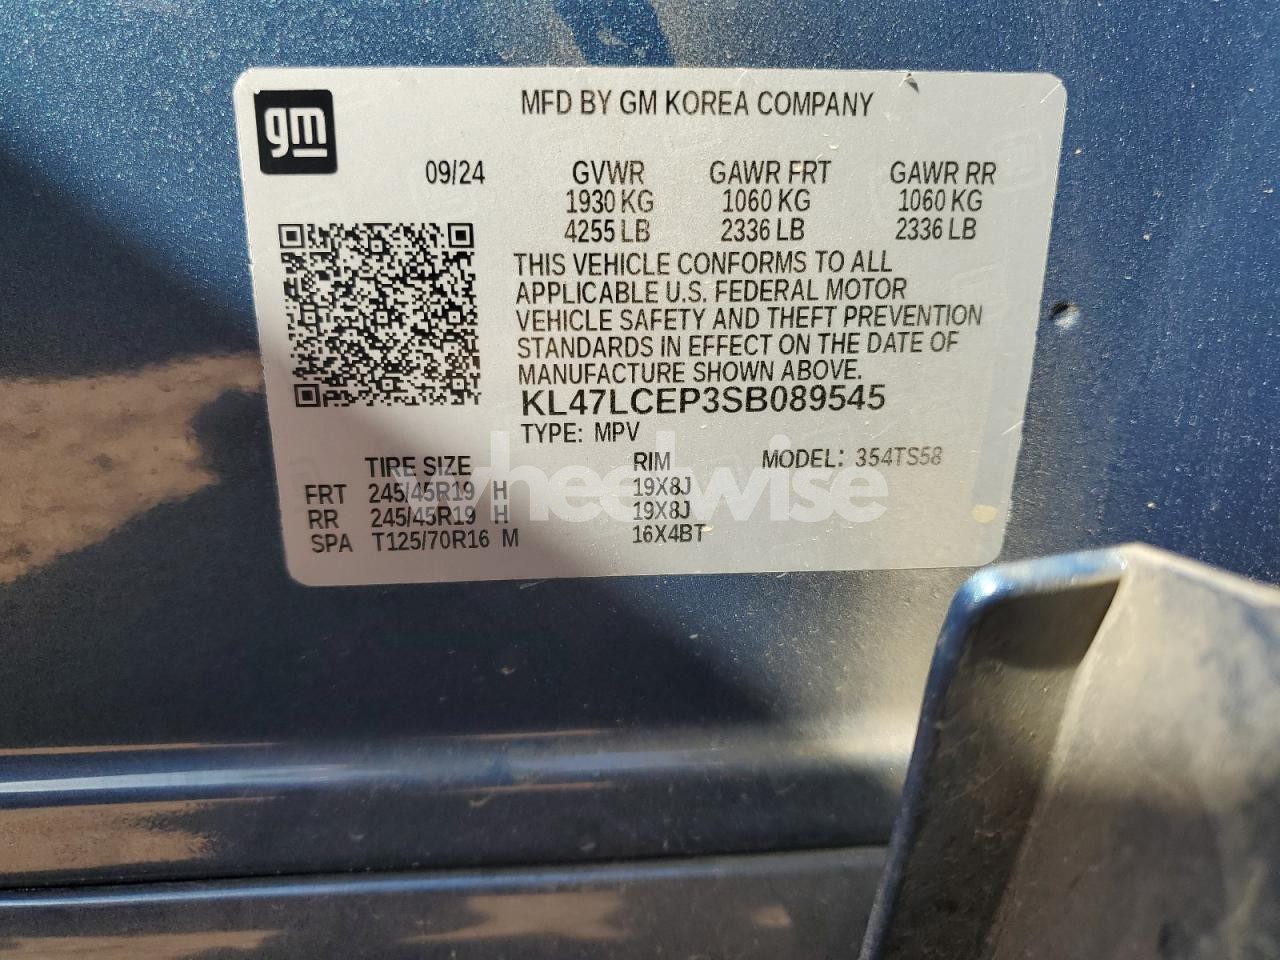 gm
MFD BY GM KOREA COMPANY
09/24 GVWR GAWR FRT GAWR RR
1930 KG 1060 KG 1060 KG
4255 LB 2336 LB 2336 LB
THIS VEHICLE CONFORMS TO ALL
APPLICABLE U.S. FEDERAL MOTOR
VEHICLE SAFETY AND THEFT PREVENTION
STANDARDS IN EFFECT ON THE DATE OF
MANUFACTURE SHOWN ABOVE.
KL47LCEP3SB089545
TYPE: MPV
TIRE SIZE RIM MODEL: 354TS58
FRT 245/45R19 H 19X8J
RR 245/45R19 H 19X8J
SPA T125/70R16 M 16X4BT
wheelwise